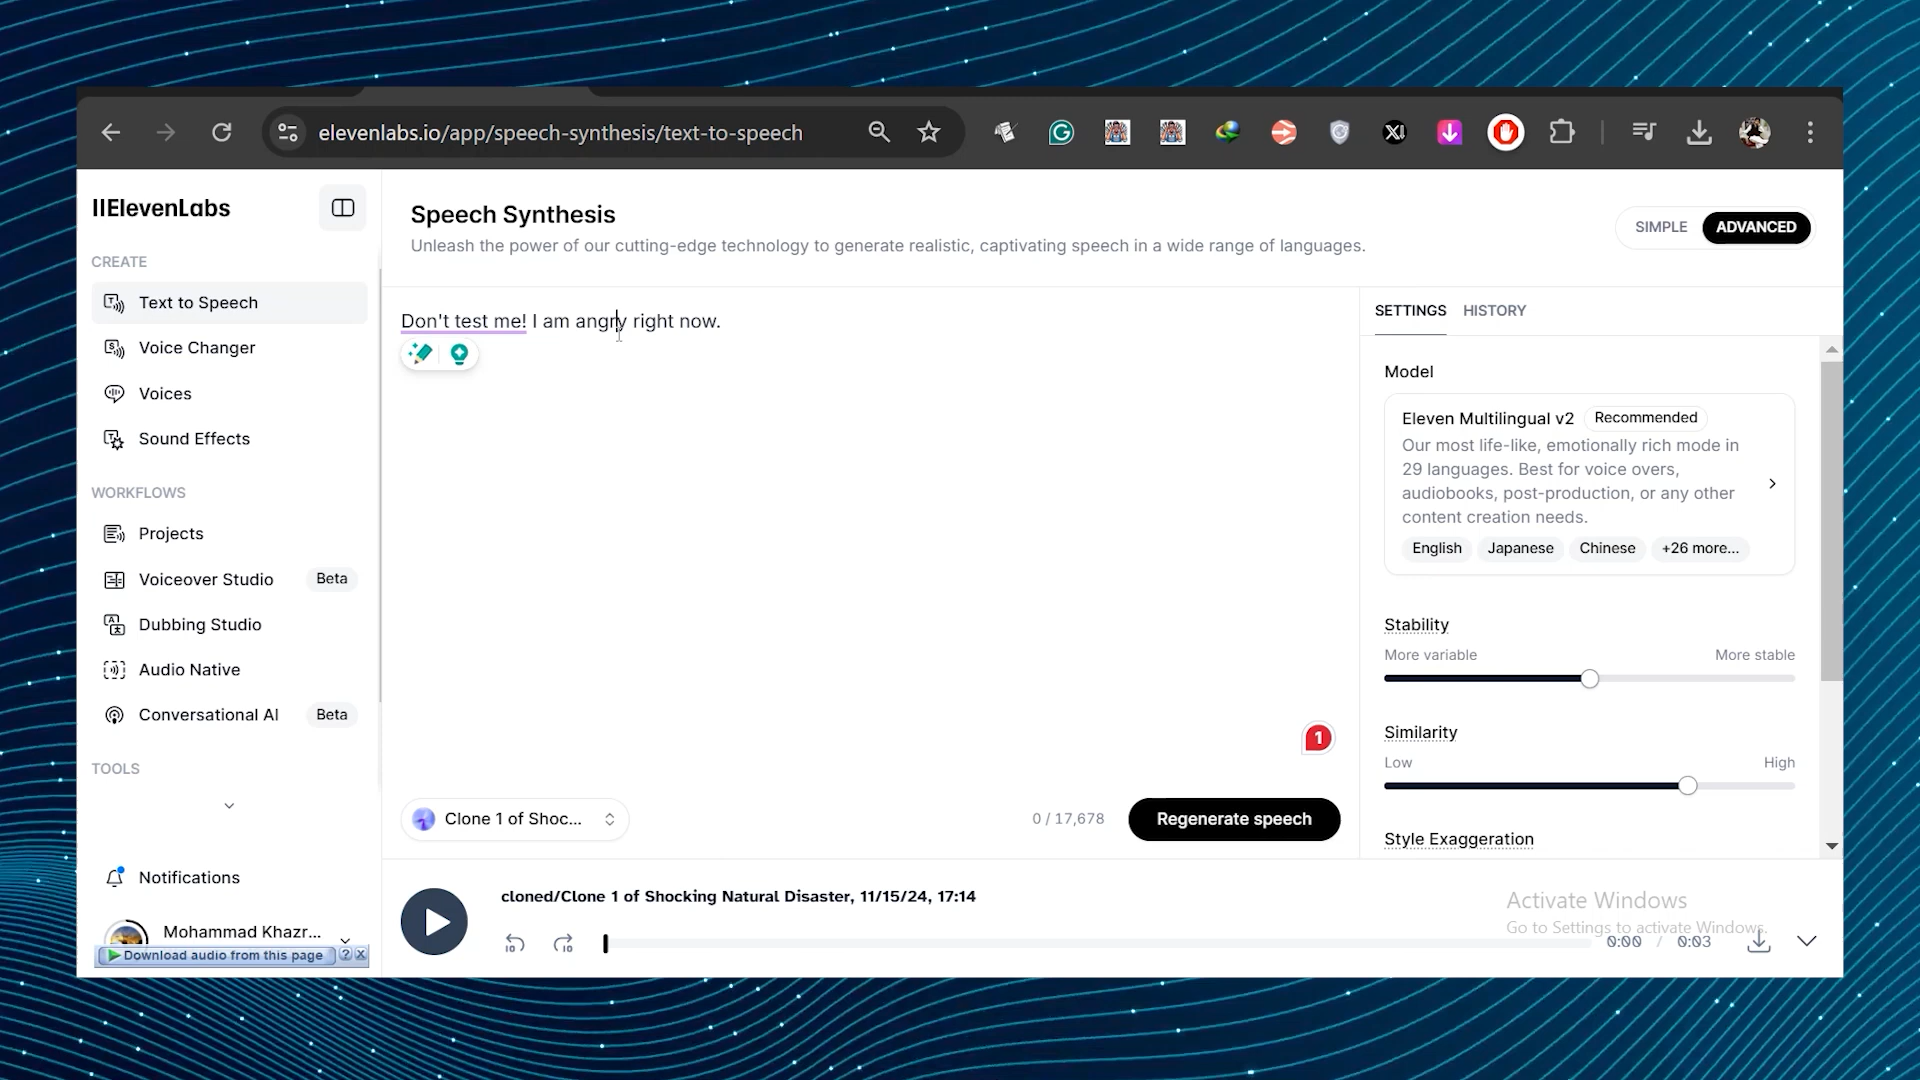 elevenlabs.io/app/speech-synthesis/text-to-speech
IIElevenLabs
CREATE
Text to Speech
Voice Changer
Voices
Sound Effects
WORKFLOWS
Projects
Voiceover Studio Beta
Dubbing Studio
Audio Native
Conversational AI Beta
TOOLS
Notifications
Mohammad Khazr...
Download audio from this page ? X
Speech Synthesis
Unleash the power of our cutting-edge technology to generate realistic, captivating speech in a wide range of languages.
SIMPLE ADVANCED
Don't test me! I am angry right now.
1
Clone 1 of Shoc...
0 / 17,678
Regenerate speech
SETTINGS HISTORY
Model
Eleven Multilingual v2 Recommended
Our most life-like, emotionally rich mode in
29 languages. Best for voice overs,
audiobooks, post-production, or any other
content creation needs.
English Japanese Chinese +26 more...
Stability
More variable More stable
Similarity
Low High
Style Exaggeration
cloned/Clone 1 of Shocking Natural Disaster, 11/15/24, 17:14
10 10
0:00 / 0:03
Activate Windows
Go to Settings to activate Windows.